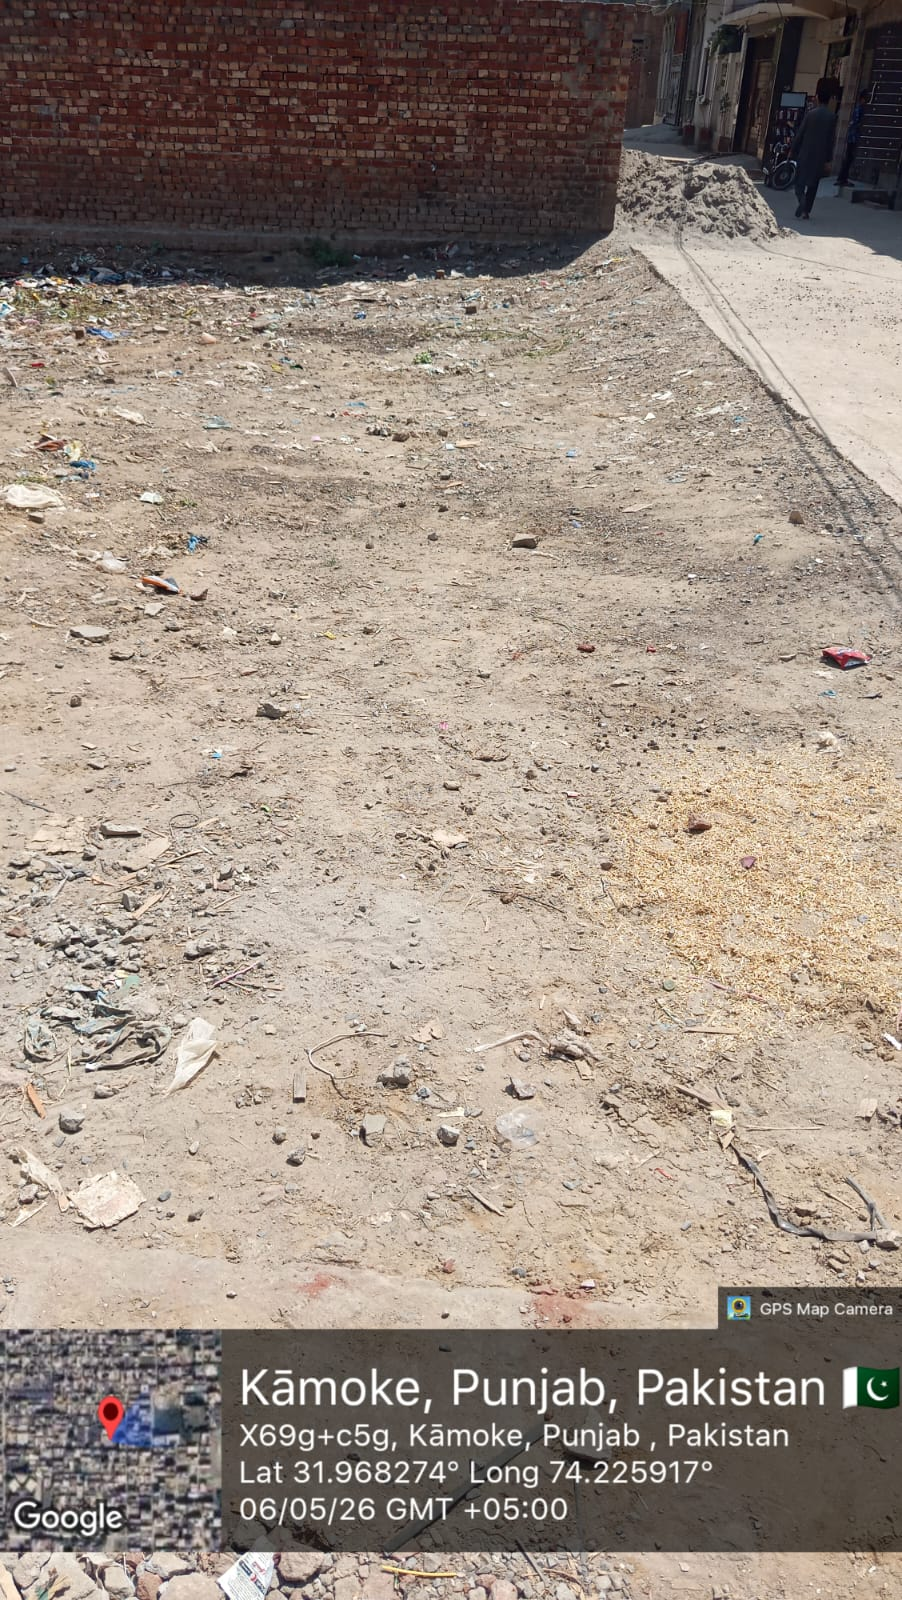 GPS Map Camera
Kāmoke, Punjab, Pakistan 🇵🇰
X69g+c5g, Kāmoke, Punjab , Pakistan
Lat 31.968274° Long 74.225917°
06/05/26 GMT +05:00
Google